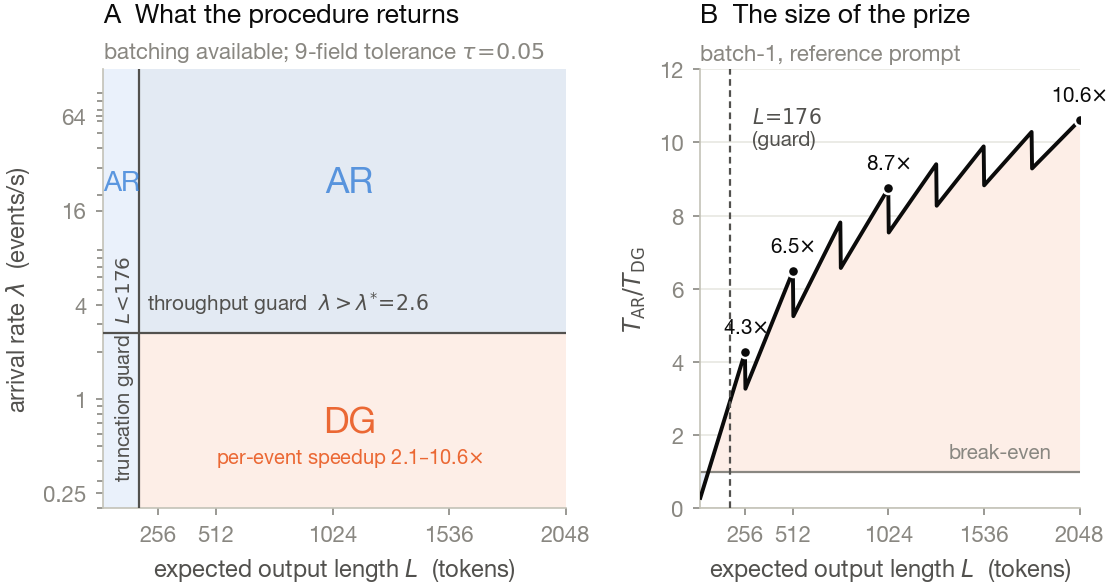 A What the procedure returns
batching available; 9-field tolerance τ=0.05
arrival rate λ (events/s)
64
16
4
1
0.25
AR
AR
truncation guard L<176
throughput guard λ>λ*=2.6
DG
per-event speedup 2.1–10.6×
256 512 1024 1536 2048
expected output length L (tokens)
B The size of the prize
batch-1, reference prompt
T_AR/T_DG
12
10
8
6
4
2
0
L=176
(guard)
4.3×
6.5×
8.7×
10.6×
break-even
256 512 1024 1536 2048
expected output length L (tokens)